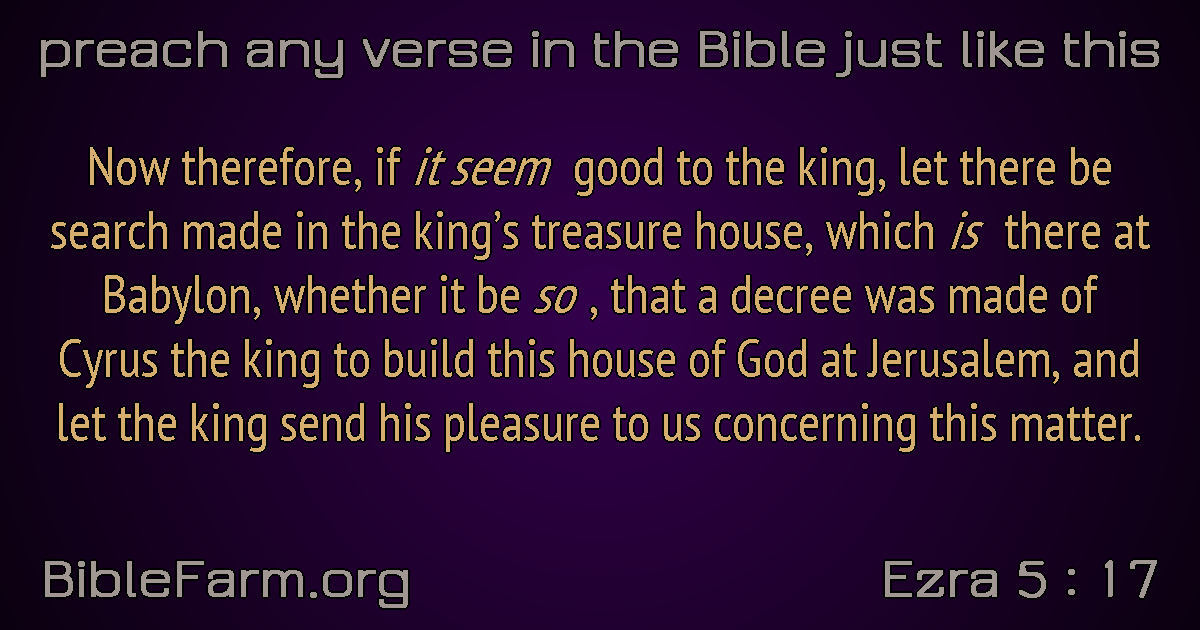 preach any verse in the Bible just like this
Now therefore, if it seem good to the king, let there be
search made in the king’s treasure house, which is there at
Babylon, whether it be so , that a decree was made of
Cyrus the king to build this house of God at Jerusalem, and
let the king send his pleasure to us concerning this matter.
BibleFarm.org
Ezra 5 : 17